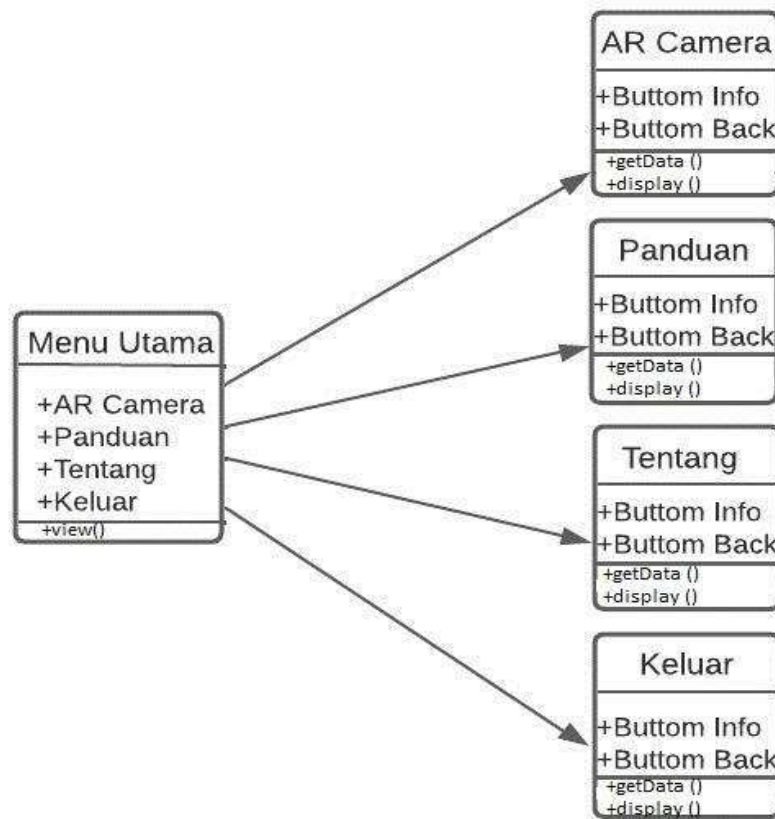 Menu Utama
+AR Camera
+Panduan
+Tentang
+Keluar
+view()
AR Camera
+Buttom Info
+Buttom Back
+getData ()
+display ()
Panduan
+Buttom Info
+Buttom Back
+getData ()
+display ()
Tentang
+Buttom Info
+Buttom Back
+getData ()
+display ()
Keluar
+Buttom Info
+Buttom Back
+getData ()
+display ()